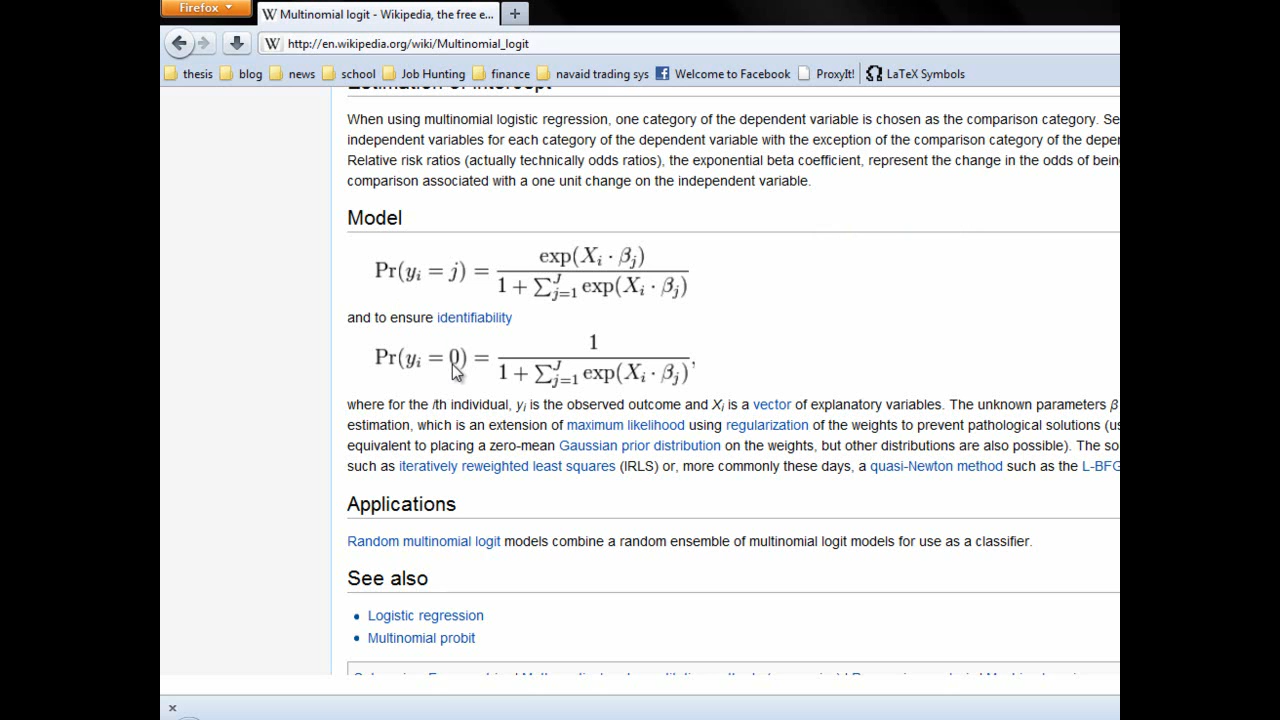 Firefox
Multinomial logit - Wikipedia, the free e...
http://en.wikipedia.org/wiki/Multinomial_logit
thesis blog news school Job Hunting finance navaid trading sys Welcome to Facebook ProxyIt! LaTeX Symbols
Estimation of intercept
When using multinomial logistic regression, one category of the dependent variable is chosen as the comparison category. Se
independent variables for each category of the dependent variable with the exception of the comparison category of the depe
Relative risk ratios (actually technically odds ratios), the exponential beta coefficient, represent the change in the odds of bein
comparison associated with a one unit change on the independent variable.
Model
Pr(y_i = j) = exp(X_i · β_j) / (1 + ∑_{j=1}^{J} exp(X_i · β_j))
and to ensure identifiability
Pr(y_i = 0) = 1 / (1 + ∑_{j=1}^{J} exp(X_i · β_j)),
where for the ith individual, y_i is the observed outcome and X_i is a vector of explanatory variables. The unknown parameters β
estimation, which is an extension of maximum likelihood using regularization of the weights to prevent pathological solutions (us
equivalent to placing a zero-mean Gaussian prior distribution on the weights, but other distributions are also possible). The so
such as iteratively reweighted least squares (IRLS) or, more commonly these days, a quasi-Newton method such as the L-BFG
Applications
Random multinomial logit models combine a random ensemble of multinomial logit models for use as a classifier.
See also
Logistic regression
Multinomial probit